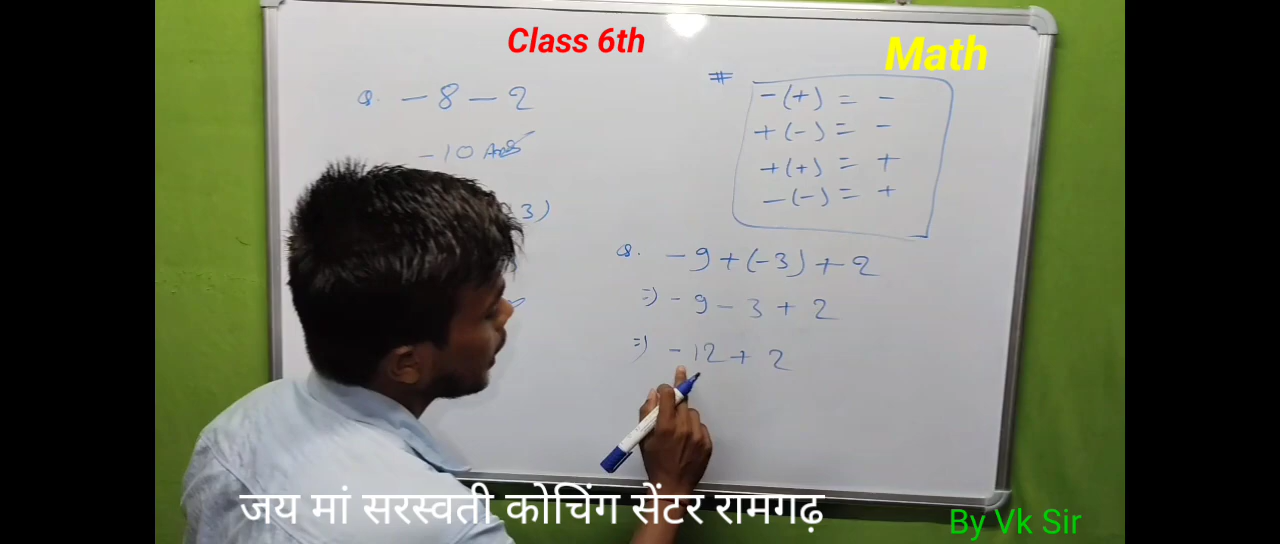 Class 6th
Math
Q. -8-2
-10 Ans
3)
#
-(+) = -
+(-) = -
+(+) = +
-(-) = +
Q. -9+(-3)+2
=) -9-3+2
=) -12+2
जय मां सरस्वती कोचिंग सेंटर रामगढ़
By Vk Sir